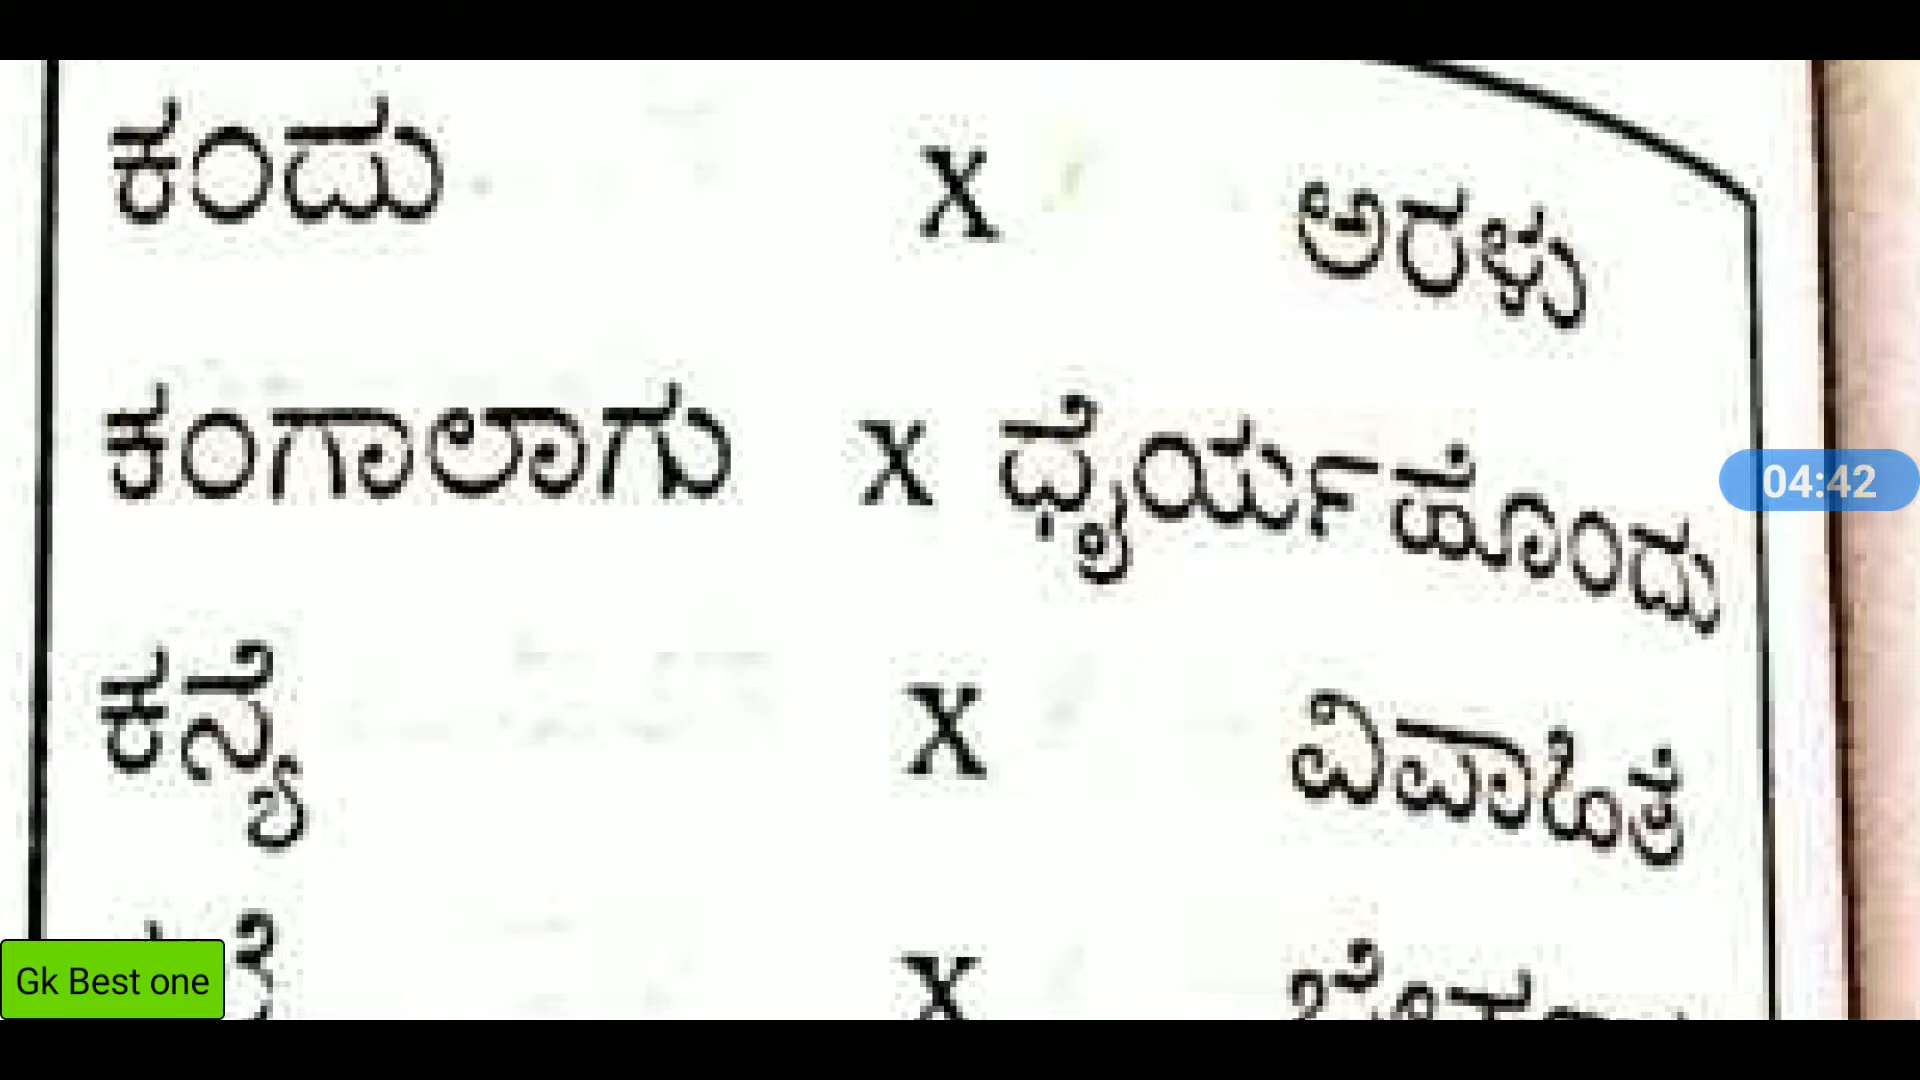 ಕಂದು x ಅರಳು
ಕಂಗಾಲಾಗು x ಧೈರ್ಯಹೊಂದು
04:42
ಕನ್ಯೆ x ವಿವಾಹಿತೆ
x
Gk Best one